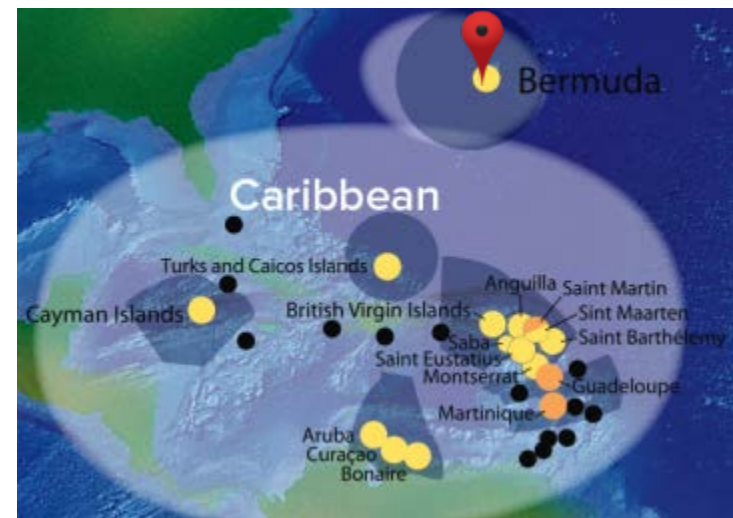 Bermuda
Caribbean
Turks and Caicos Islands
Anguilla
Saint Martin
Cayman Islands
British Virgin Islands
Sint Maarten
Saba
Saint Barthélemy
Saint Eustatius
Montserrat
Guadeloupe
Martinique
Aruba
Curaçao
Bonaire